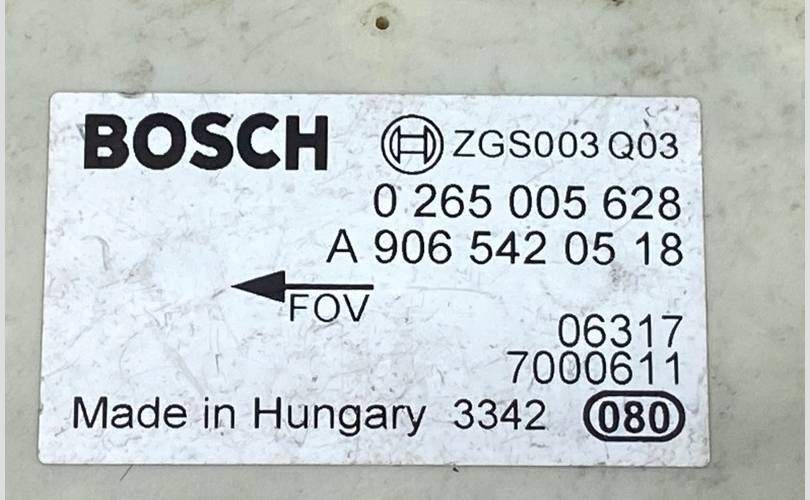 BOSCH ZGS003 Q03
0 265 005 628
A 906 542 05 18
FOV
06317
7000611
Made in Hungary 3342 080